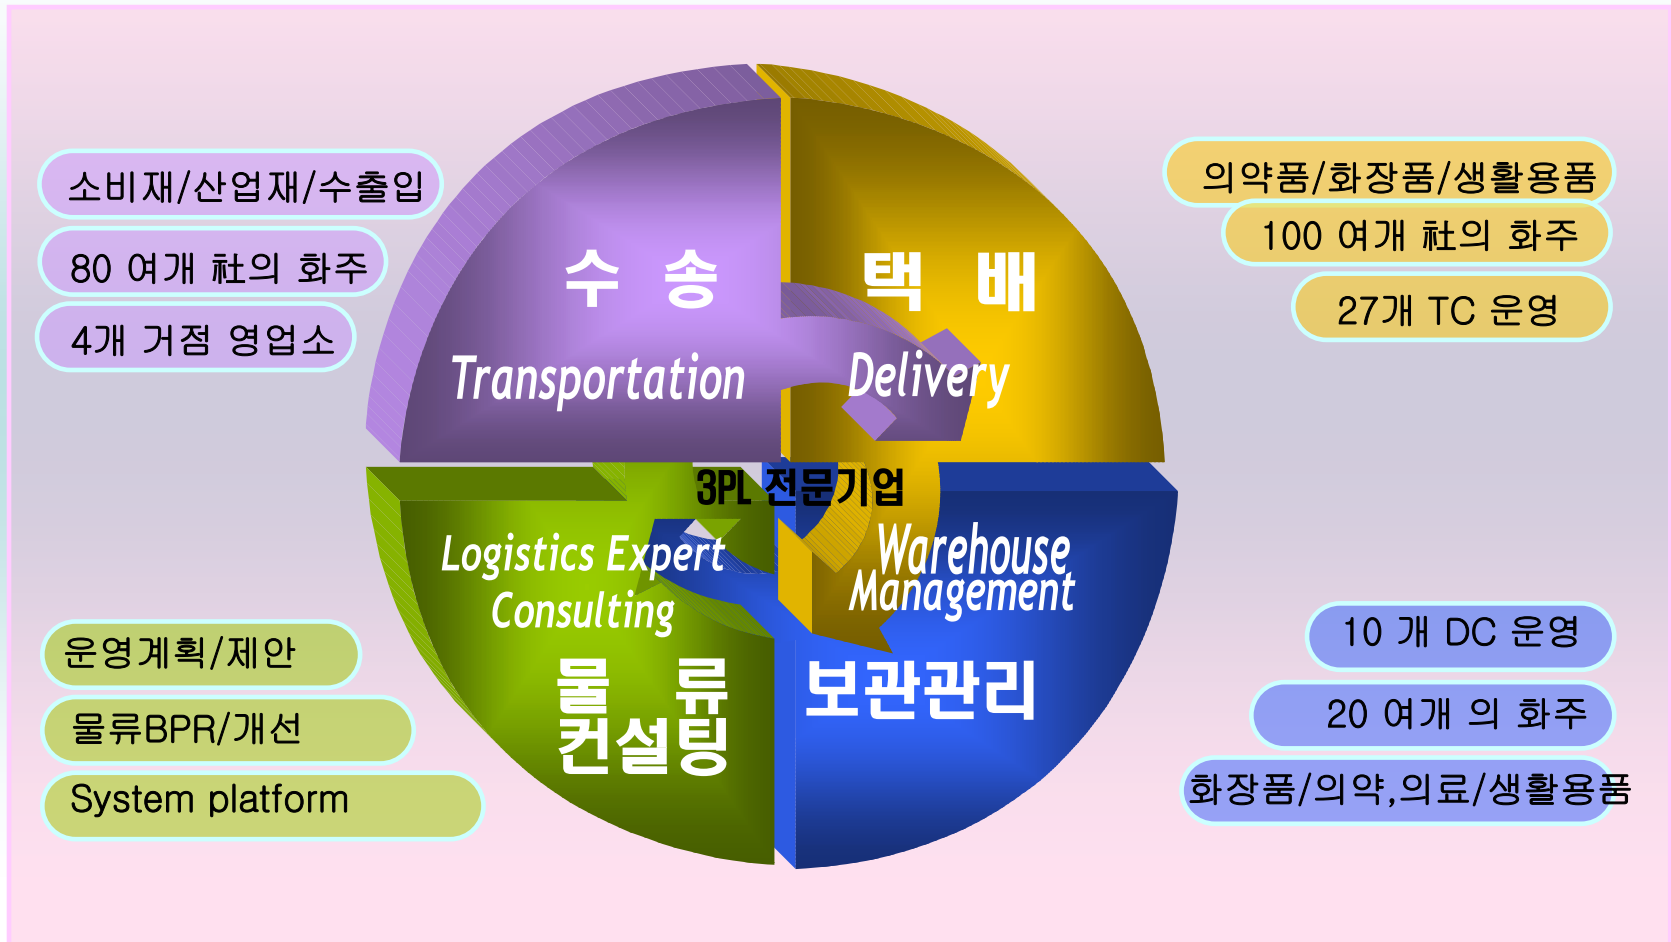 소비재/산업재/수출입
80 여개 社의 화주
4개 거점 영업소
수 송
Transportation
택 배
Delivery
의약품/화장품/생활용품
100 여개 社의 화주
27개 TC 운영
3PL 전문기업
Logistics Expert
Consulting
물 류
컨설팅
Warehouse
Management
보관관리
운영계획/제안
물류BPR/개선
System platform
10 개 DC 운영
20 여개 의 화주
화장품/의약,의료/생활용품